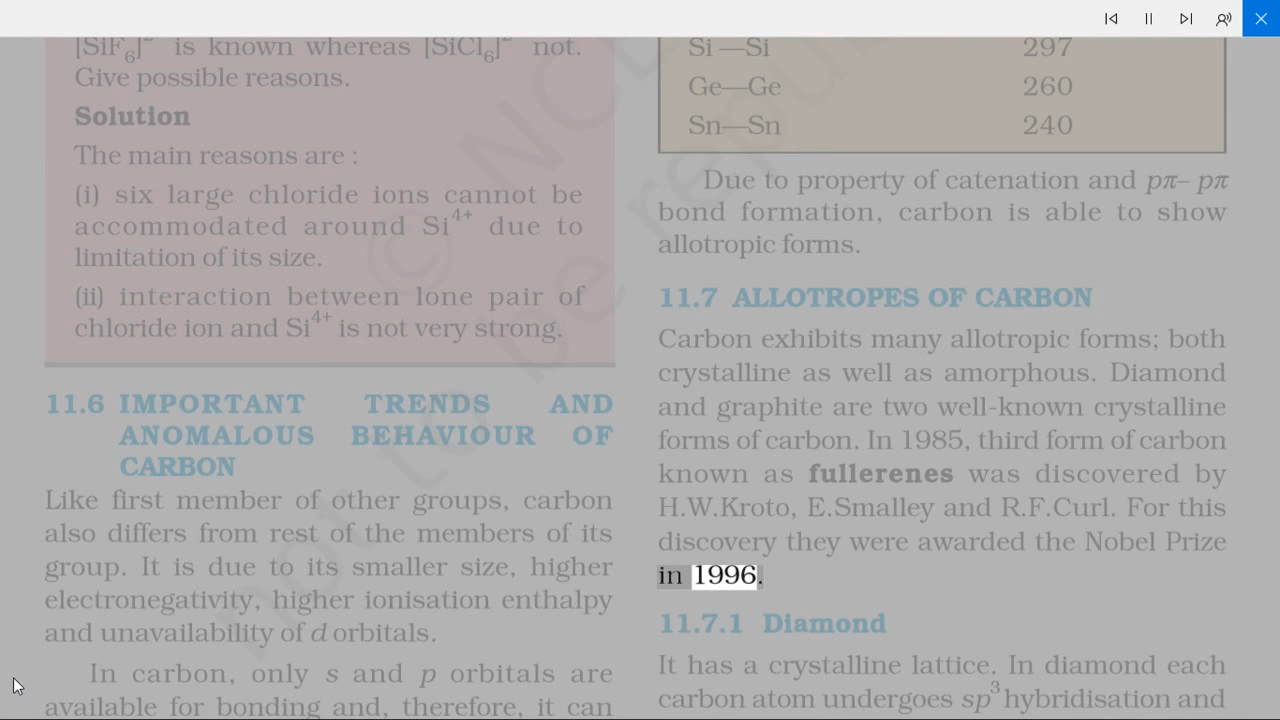 [SiF6]2– is known whereas [SiCl6]2– not.
Give possible reasons.
Solution
The main reasons are :
(i) six large chloride ions cannot be
accommodated around Si4+ due to
limitation of its size.
(ii) interaction between lone pair of
chloride ion and Si4+ is not very strong.
11.6 IMPORTANT TRENDS AND
ANOMALOUS BEHAVIOUR OF
CARBON
Like first member of other groups, carbon
also differs from rest of the members of its
group. It is due to its smaller size, higher
electronegativity, higher ionisation enthalpy
and unavailability of d orbitals.
In carbon, only s and p orbitals are
available for bonding and, therefore, it can
Si —Si 297
Ge—Ge 260
Sn—Sn 240
Due to property of catenation and pπ– pπ
bond formation, carbon is able to show
allotropic forms.
11.7 ALLOTROPES OF CARBON
Carbon exhibits many allotropic forms; both
crystalline as well as amorphous. Diamond
and graphite are two well-known crystalline
forms of carbon. In 1985, third form of carbon
known as fullerenes was discovered by
H.W.Kroto, E.Smalley and R.F.Curl. For this
discovery they were awarded the Nobel Prize
in 1996.
11.7.1 Diamond
It has a crystalline lattice. In diamond each
carbon atom undergoes sp3 hybridisation and
© NCE
not to be repu